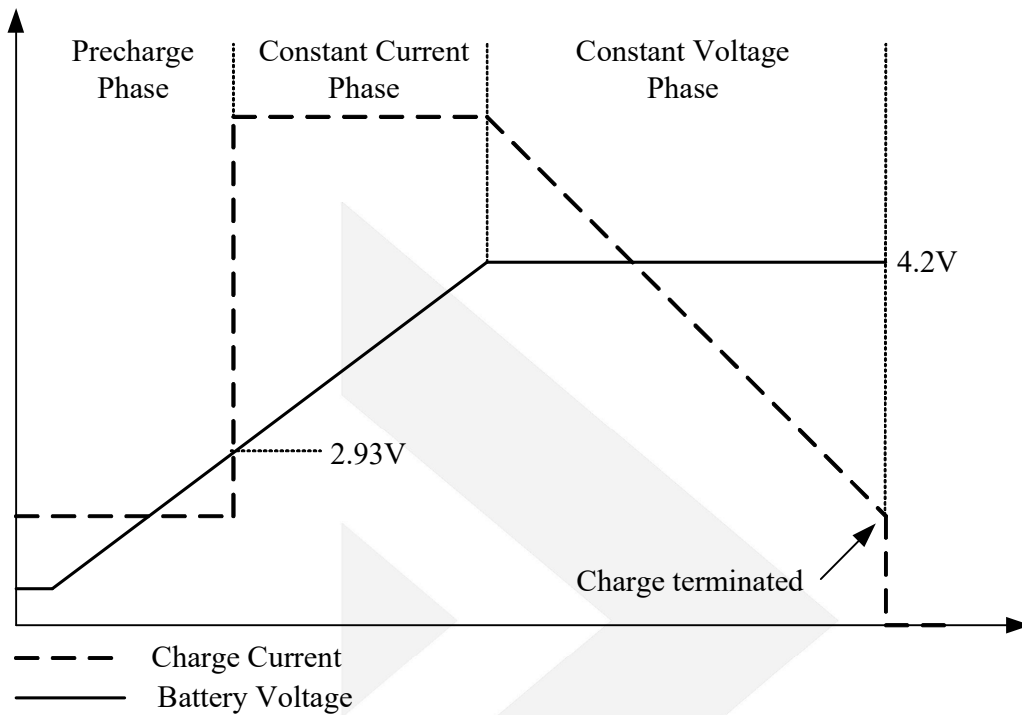 Precharge
Phase
Constant Current
Phase
Constant Voltage
Phase
4.2V
2.93V
Charge terminated
Charge Current
Battery Voltage